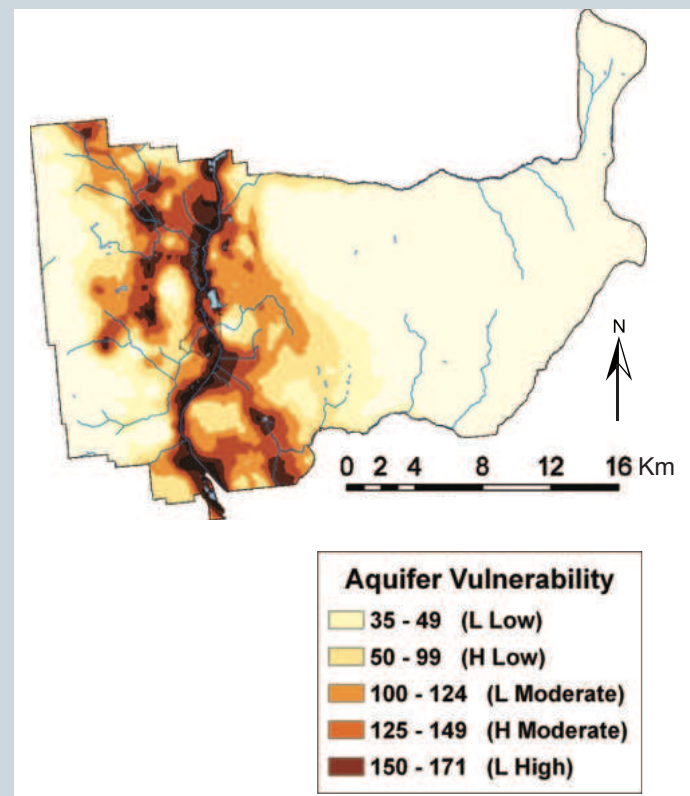 N
0 2 4 8 12 16 Km
Aquifer Vulnerability
35 - 49 (L Low)
50 - 99 (H Low)
100 - 124 (L Moderate)
125 - 149 (H Moderate)
150 - 171 (L High)